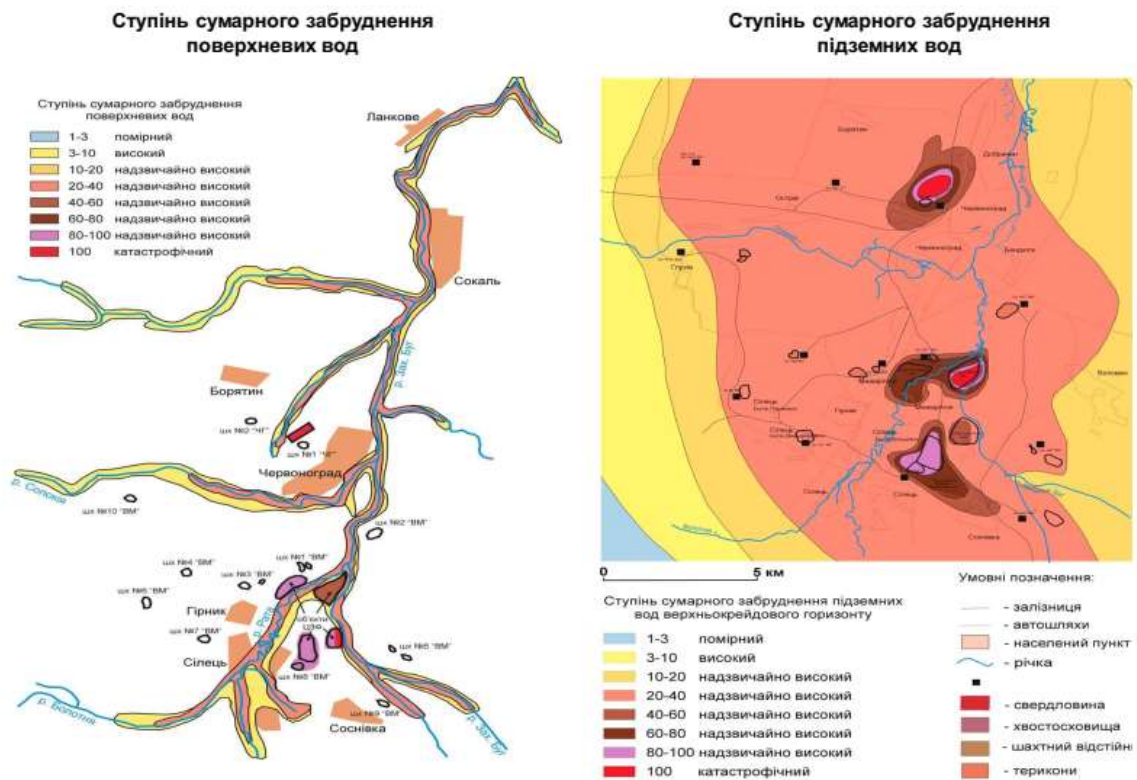 Ступінь сумарного забруднення
поверхневих вод
Ступінь сумарного забруднення
поверхневих вод
1-3 помірний
3-10 високий
10-20 надзвичайно високий
20-40 надзвичайно високий
40-60 надзвичайно високий
60-80 надзвичайно високий
80-100 надзвичайно високий
100 катастрофічний
Ланкове
Сокаль
р. Зах. Буг
Борятин
шх №2 "ЧГ"
шх №1 "ЧГ"
Червоноград
р. Солокія
шх №10 "ВМ"
шх №2 "ВМ"
шх №1 "ВМ"
шх №4 "ВМ"
шх №3 "ВМ"
шх №6 "ВМ"
Гірник
р. Рата
об'єкти
ЦЗФ
шх №7 "ВМ"
Сілець
шх №5 "ВМ"
шх №8 "ВМ"
шх №9 "ВМ"
Соснівка
р. Болотня
р. Зах. Буг
Ступінь сумарного забруднення
підземних вод
Борятин
Добрячин
Острів
Червоноград
Червоноград
Бендюга
Глухів
Волсвин
Сілець
Гірник
Сілець
Сілець
Сілець
Соснівка
0 5 км
Ступінь сумарного забруднення підземних
вод верхньокрейдового горизонту
1-3 помірний
3-10 високий
10-20 надзвичайно високий
20-40 надзвичайно високий
40-60 надзвичайно високий
60-80 надзвичайно високий
80-100 надзвичайно високий
100 катастрофічний
Умовні позначення:
- залізниця
- автошляхи
- населений пункт
- річка
- свердловина
- хвостосховища
- шахтний відстійн
- терикони